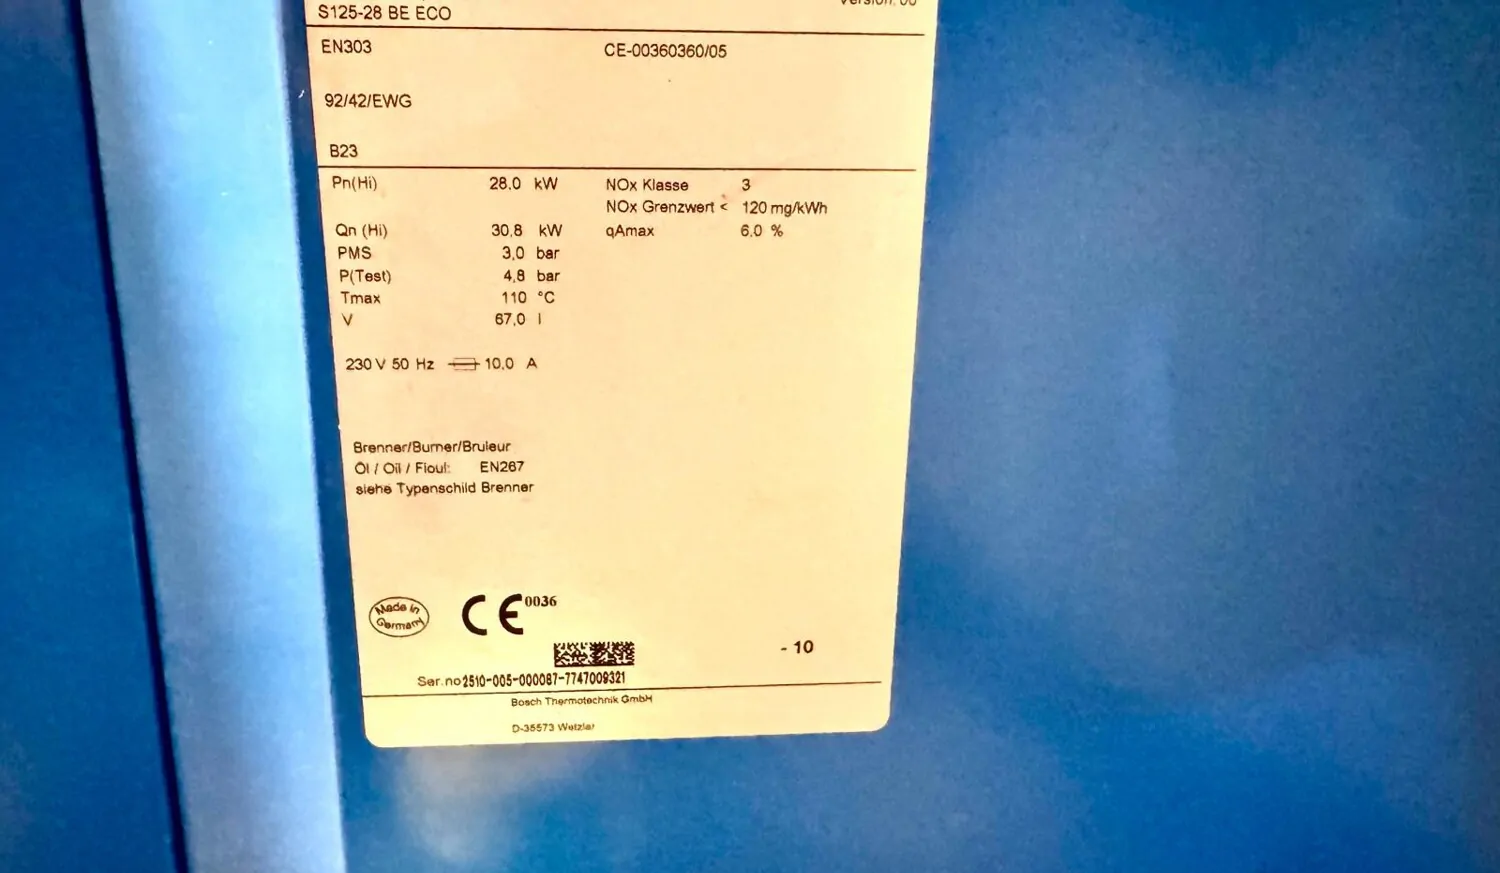 Version: 00
S125-28 BE ECO
EN303 CE-00360360/05
92/42/EWG
B23
Pn(Hi) 28,0 kW NOx Klasse 3
NOx Grenzwert < 120 mg/kWh
Qn (Hi) 30,8 kW qAmax 6,0 %
PMS 3,0 bar
P(Test) 4,8 bar
Tmax 110 °C
V 67,0 l
230 V 50 Hz 10,0 A
Brenner/Burner/Bruleur
Öl / Oil / Fioul: EN267
siehe Typenschild Brenner
Made in
Germany
CE 0036
- 10
Ser.no 2510-005-000087-7747009321
Bosch Thermotechnik GmbH
D-35573 Wetzlar